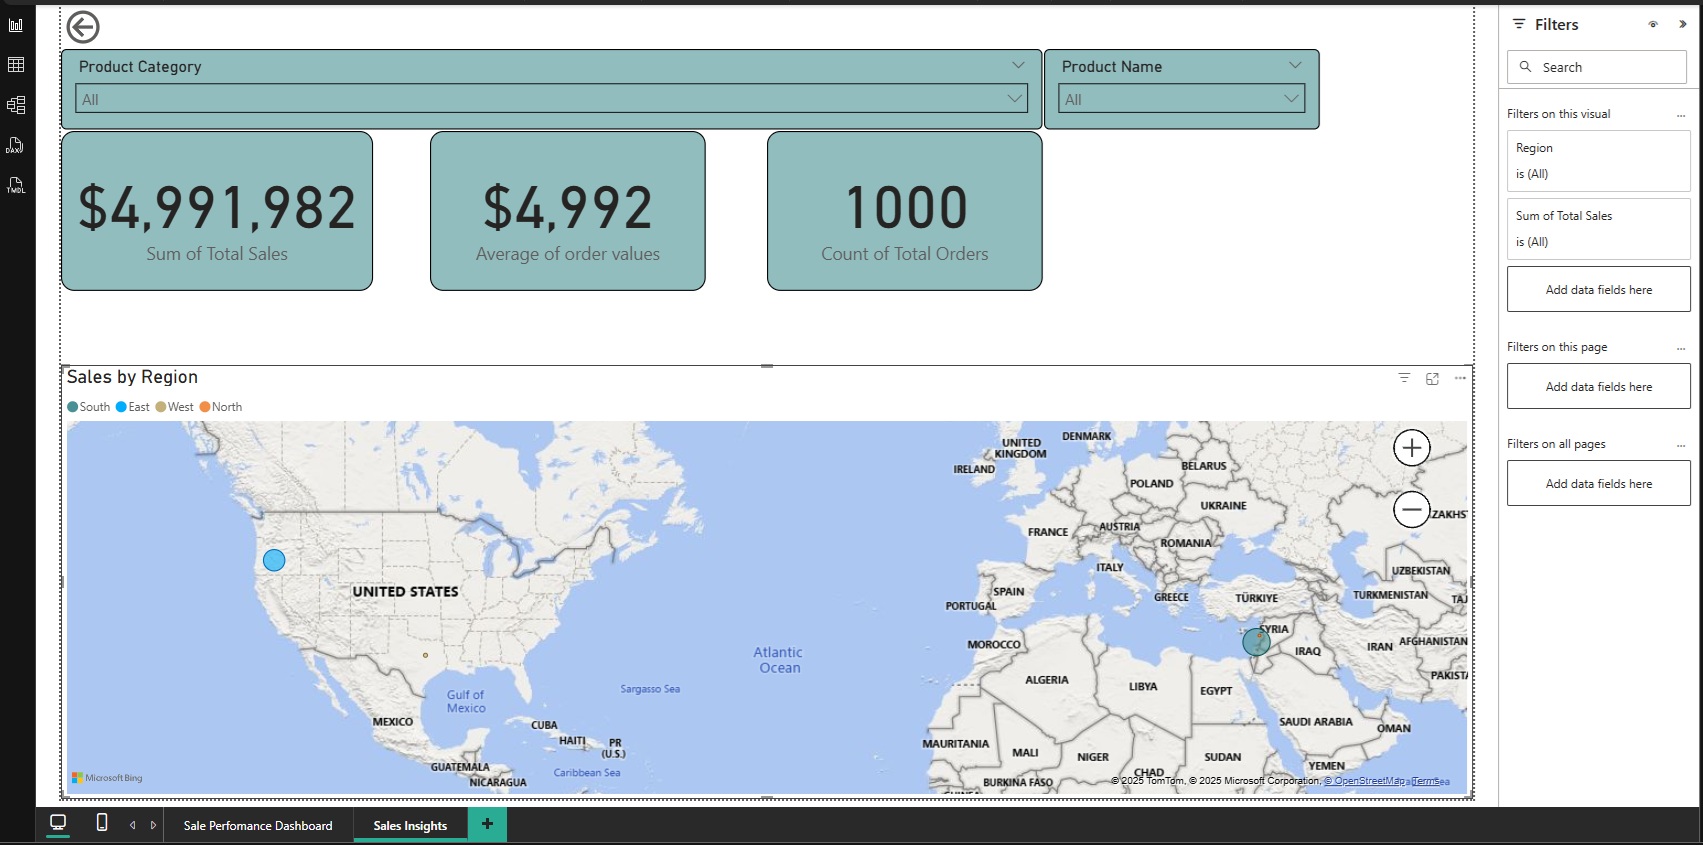 Product Category
All
Product Name
All
$4,991,982
Sum of Total Sales
$4,992
Average of order values
1000
Count of Total Orders
Sales by Region
South East West North
UNITED STATES
MEXICO
Gulf of
Mexico
CUBA
HAITI
PR
(U.S.)
GUATEMALA
NICARAGUA
Caribbean Sea
Sargasso Sea
Atlantic
Ocean
UNITED
KINGDOM
IRELAND
DENMARK
BELARUS
POLAND
UKRAINE
FRANCE
AUSTRIA
ROMANIA
ITALY
SPAIN
PORTUGAL
GREECE
TÜRKIYE
UZBEKISTAN
TURKMENISTAN
SYRIA
IRAQ
IRAN
AFGHANISTAN
MOROCCO
ALGERIA
LIBYA
EGYPT
SAUDI ARABIA
OMAN
YEMEN
MAURITANIA
MALI
NIGER
CHAD
SUDAN
BURKINA FASO
Microsoft Bing
© 2025 TomTom, © 2025 Microsoft Corporation, © OpenStreetMap Terms
DAX
TMDL
Sale Perfomance Dashboard
Sales Insights
+
Filters
Search
Filters on this visual
...
Region
is (All)
Sum of Total Sales
is (All)
Add data fields here
Filters on this page
...
Add data fields here
Filters on all pages
...
Add data fields here